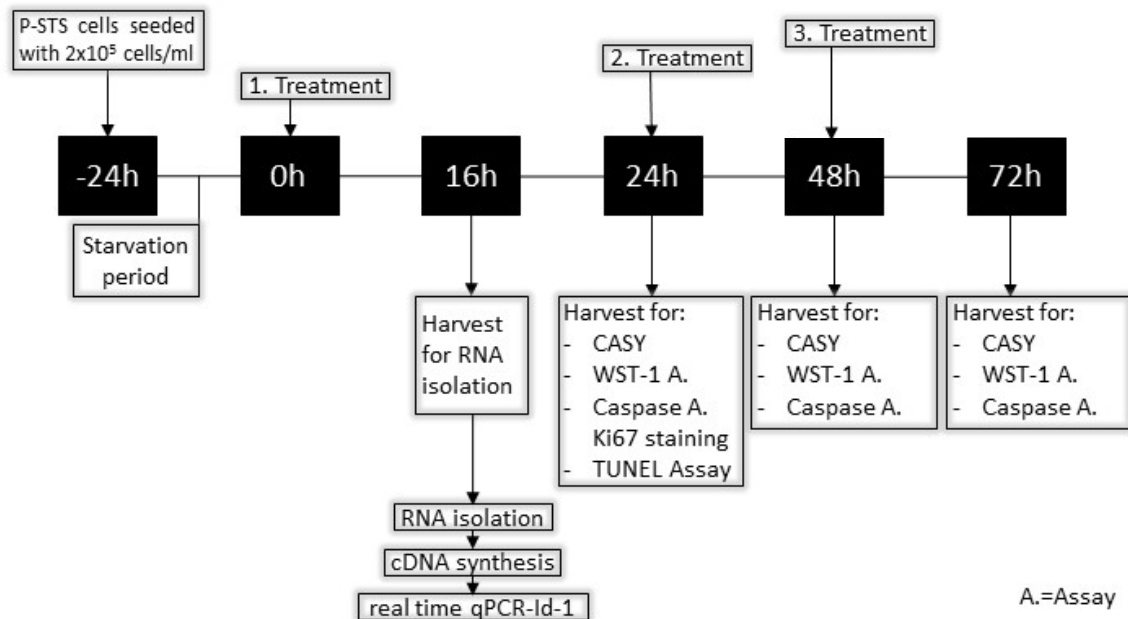 P-STS cells seeded
with 2x10⁵ cells/ml
1. Treatment
2. Treatment
3. Treatment
-24h
0h
16h
24h
48h
72h
Starvation
period
Harvest
for RNA
isolation
RNA isolation
cDNA synthesis
real time qPCR-Id-1
Harvest for:
- CASY
- WST-1 A.
- Caspase A.
Ki67 staining
- TUNEL Assay
Harvest for:
- CASY
- WST-1 A.
- Caspase A.
Harvest for:
- CASY
- WST-1 A.
- Caspase A.
A.=Assay